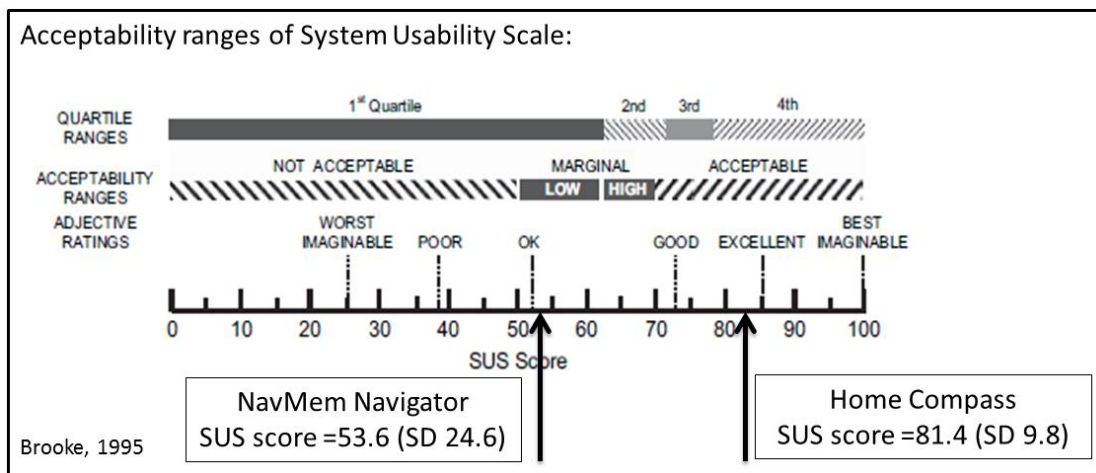 Acceptability ranges of System Usability Scale:
1st Quartile 2nd 3rd 4th
QUARTILE
RANGES
NOT ACCEPTABLE MARGINAL ACCEPTABLE
ACCEPTABILITY
RANGES
LOW HIGH
ADJECTIVE
RATINGS
WORST
IMAGINABLE POOR OK GOOD EXCELLENT BEST
IMAGINABLE
0 10 20 30 40 50 60 70 80 90 100
SUS Score
NavMem Navigator
SUS score =53.6 (SD 24.6)
Home Compass
SUS score =81.4 (SD 9.8)
Brooke, 1995